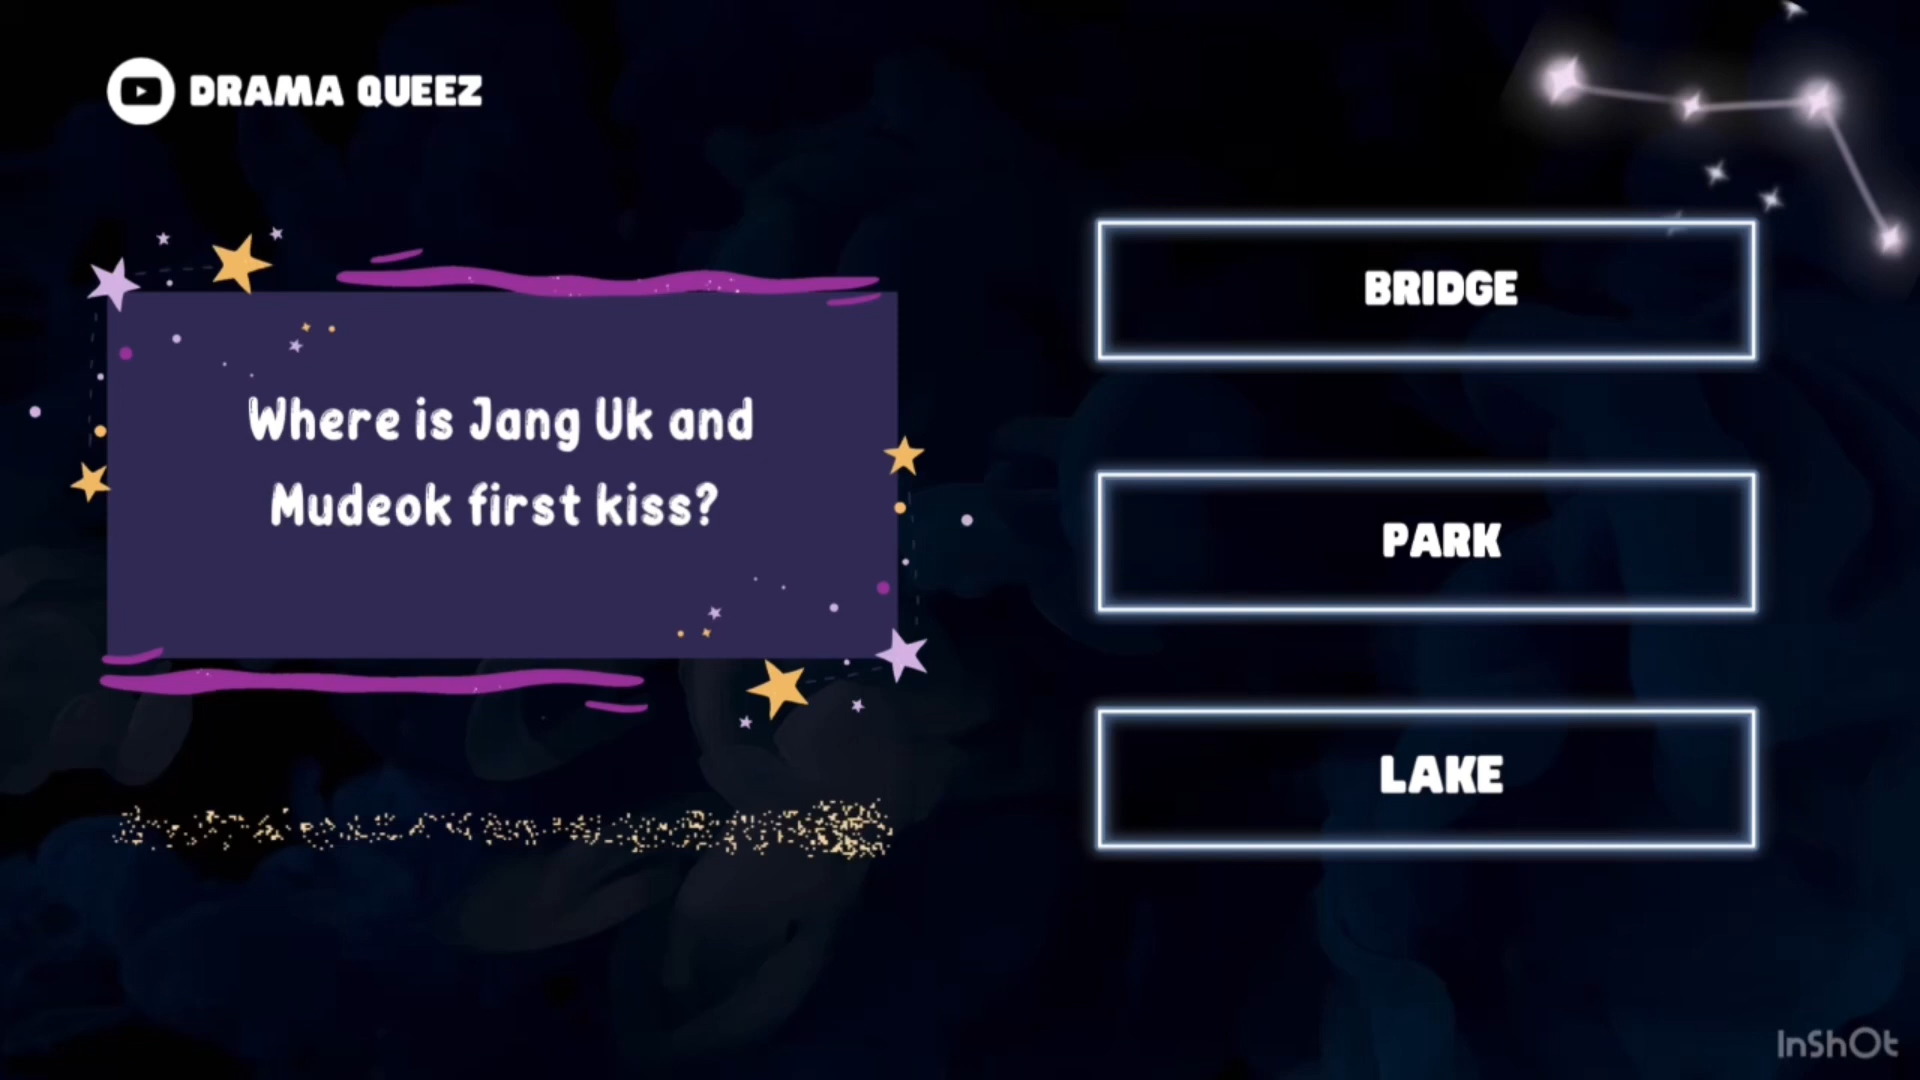 DRAMA QUEEZ
Where is Jang Uk and
Mudeok first kiss?
BRIDGE
PARK
LAKE
InShOt